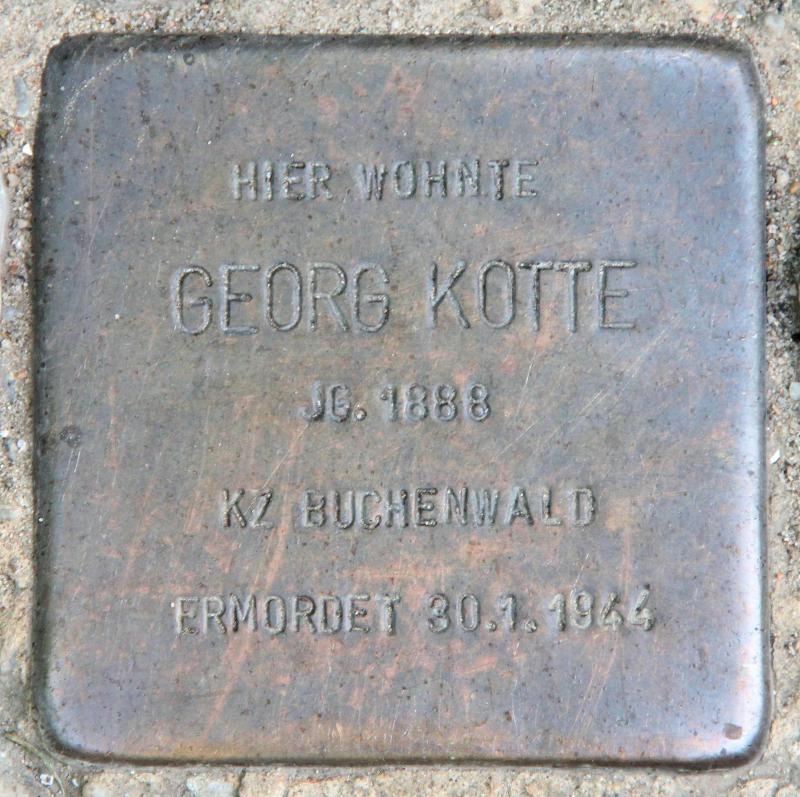 HIER WOHNTE
GEORG KOTTE
JG. 1888
KZ BUCHENWALD
ERMORDET 30.1.1944